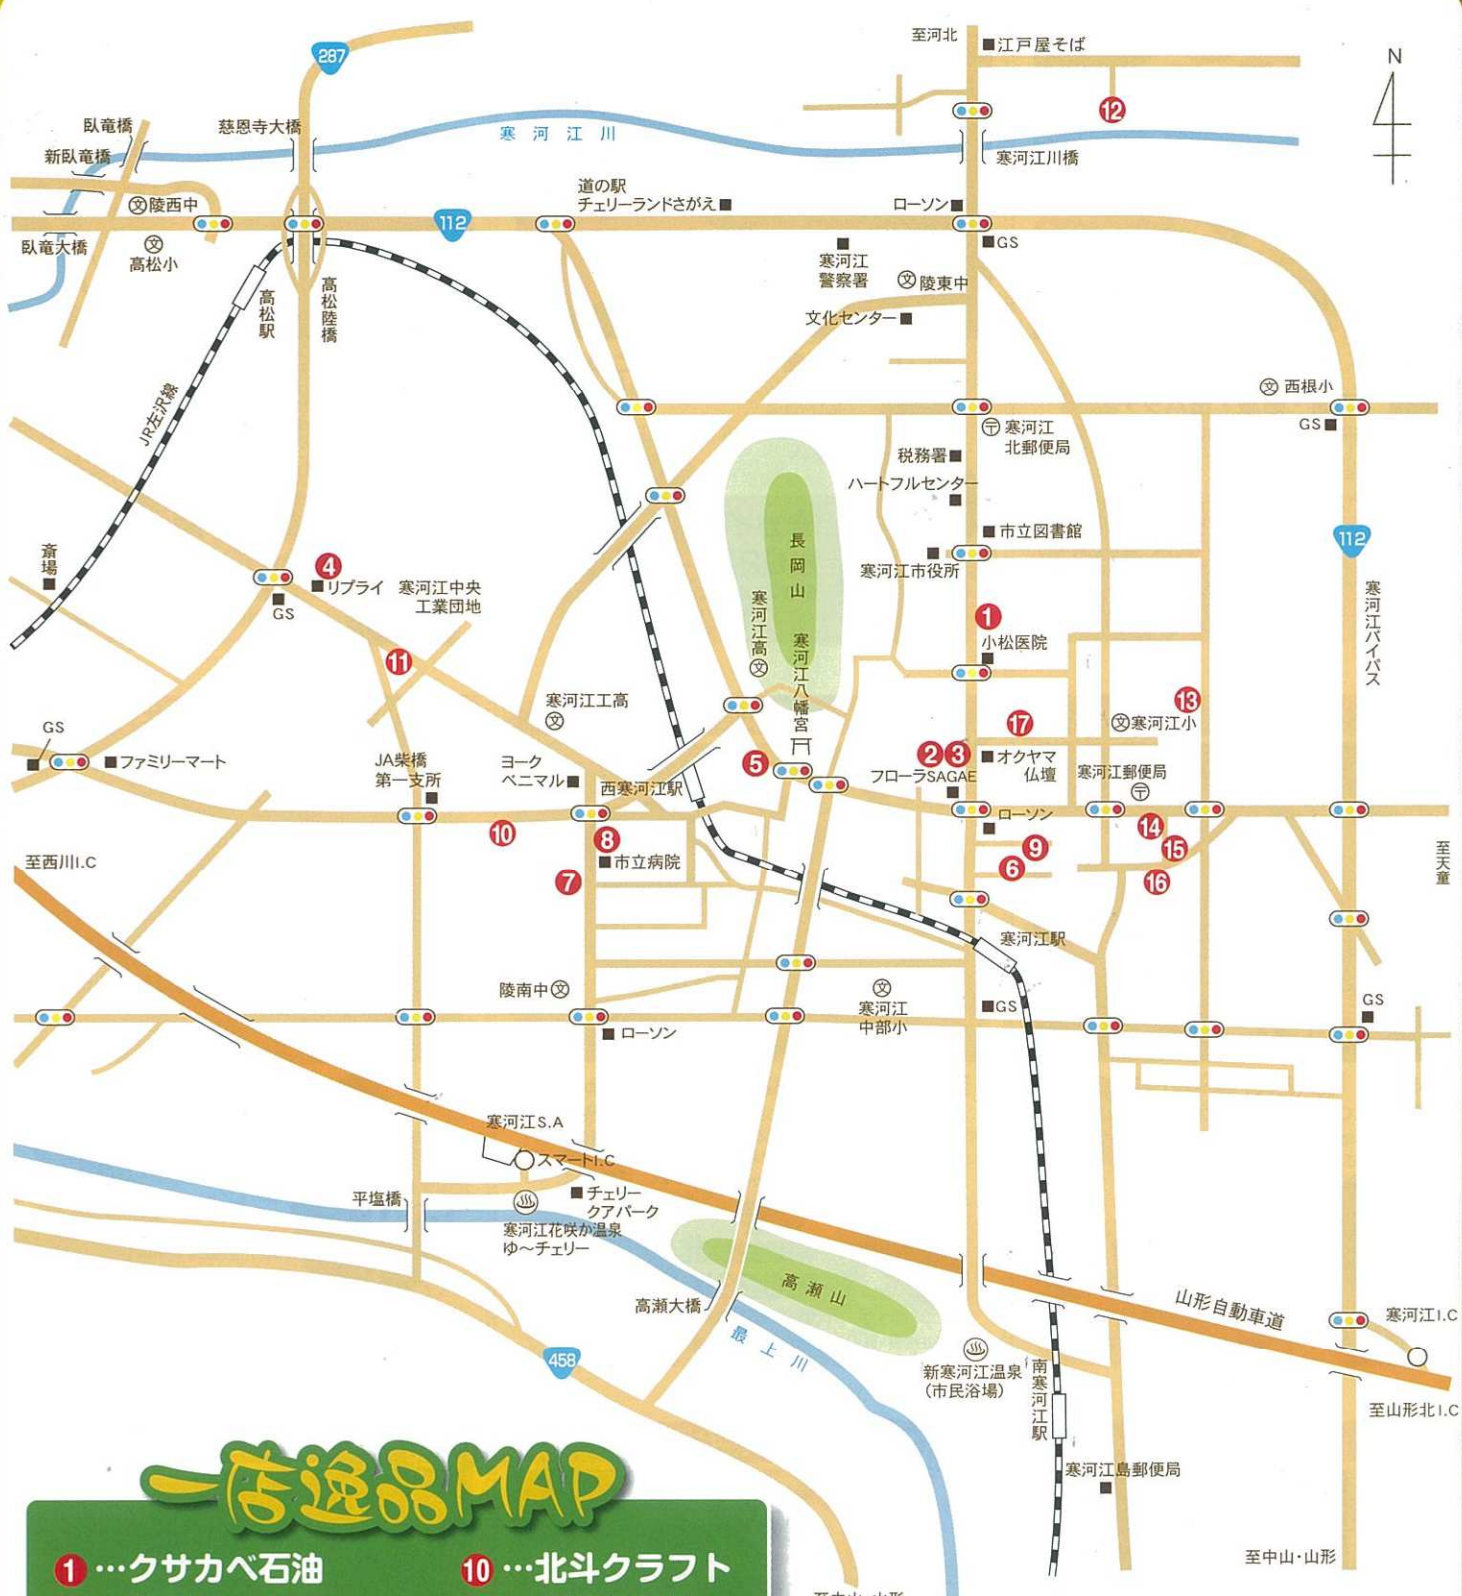 287
至河北
江戸屋そば
N
12
臥竜橋
慈恩寺大橋
寒河江川
新臥竜橋
寒河江川橋
道の駅
チェリーランドさがえ
ローソン
文陵西中
112
臥竜大橋
文
高松小
GS
寒河江
警察署
文陵東中
高松駅
高松陸橋
文化センター
JR左沢線
文西根小
GS
〒寒河江
北郵便局
税務署
ハートフルセンター
市立図書館
寒河江市役所
長岡山
112
寒河江バイパス
斎場
4
リプライ
GS
寒河江中央
工業団地
寒河江高
文
寒河江八幡宮
1
小松医院
11
寒河江工高
文
13
17
文寒河江小
GS
ファミリーマート
JA柴橋
第一支所
ヨーク
ベニマル
西寒河江駅
5
2
3
フローラSAGAE
オクヤマ
仏壇
寒河江郵便局
〒
10
8
市立病院
7
ローソン
9
6
14
15
16
至西川I.C
至天童
寒河江駅
陵南中文
文
寒河江
中部小
GS
GS
ローソン
寒河江S.A
スマートI.C
平塩橋
チェリー
クアパーク
寒河江花咲か温泉
ゆ〜チェリー
高瀬山
高瀬大橋
最上川
山形自動車道
寒河江I.C
458
新寒河江温泉
(市民浴場)
南寒河江駅
至山形北I.C
寒河江島郵便局
至中山・山形
一店逸品MAP
1…クサカベ石油
10…北斗クラフト
至中山・山形